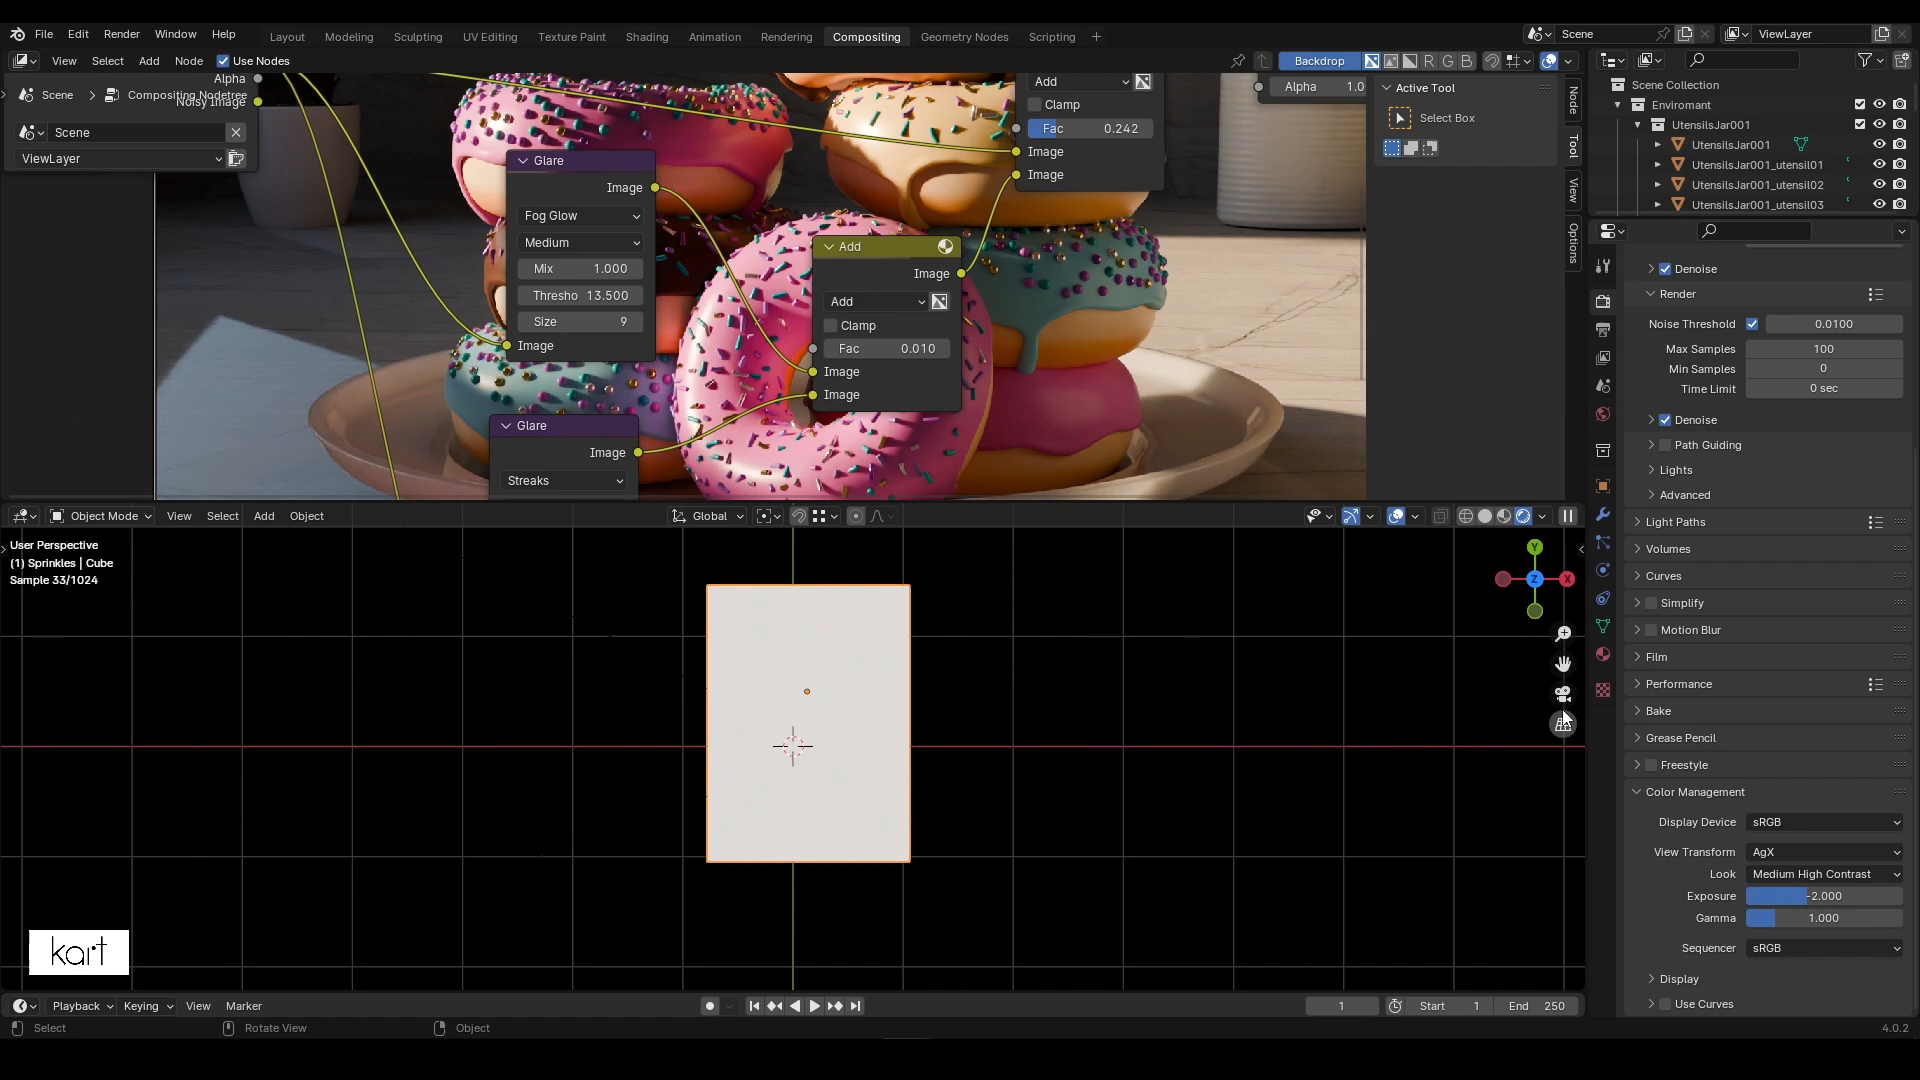 File Edit Render Window Help Layout Modeling Sculpting UV Editing Texture Paint Shading Animation Rendering Compositing Geometry Nodes Scripting + Scene ViewLayer
View Select Add Node Use Nodes Backdrop R G B
Alpha
Scene > Compositing Nodetree
Noisy Image
Scene
ViewLayer
Glare
Image
Fog Glow
Medium
Mix 1.000
Thresho 13.500
Size 9
Image
Glare
Image
Streaks
Add
Image
Add
Clamp
Fac 0.010
Image
Image
Add
Clamp
Fac 0.242
Image
Image
Alpha 1.0
Active Tool
Select Box
Node
Tool
View
Options
Scene Collection
Enviromant
UtensilsJar001
UtensilsJar001
UtensilsJar001_utensil01
UtensilsJar001_utensil02
UtensilsJar001_utensil03
Denoise
Render
Noise Threshold 0.0100
Max Samples 100
Min Samples 0
Time Limit 0 sec
Denoise
Path Guiding
Lights
Advanced
Light Paths
Volumes
Curves
Simplify
Motion Blur
Film
Performance
Bake
Grease Pencil
Freestyle
Color Management
Display Device sRGB
View Transform AgX
Look Medium High Contrast
Exposure -2.000
Gamma 1.000
Sequencer sRGB
Display
Use Curves
Object Mode View Select Add Object Global
User Perspective
(1) Sprinkles | Cube
Sample 33/1024
Y
Z X
kart
Playback Keying View Marker 1 Start 1 End 250
Select Rotate View Object 4.0.2